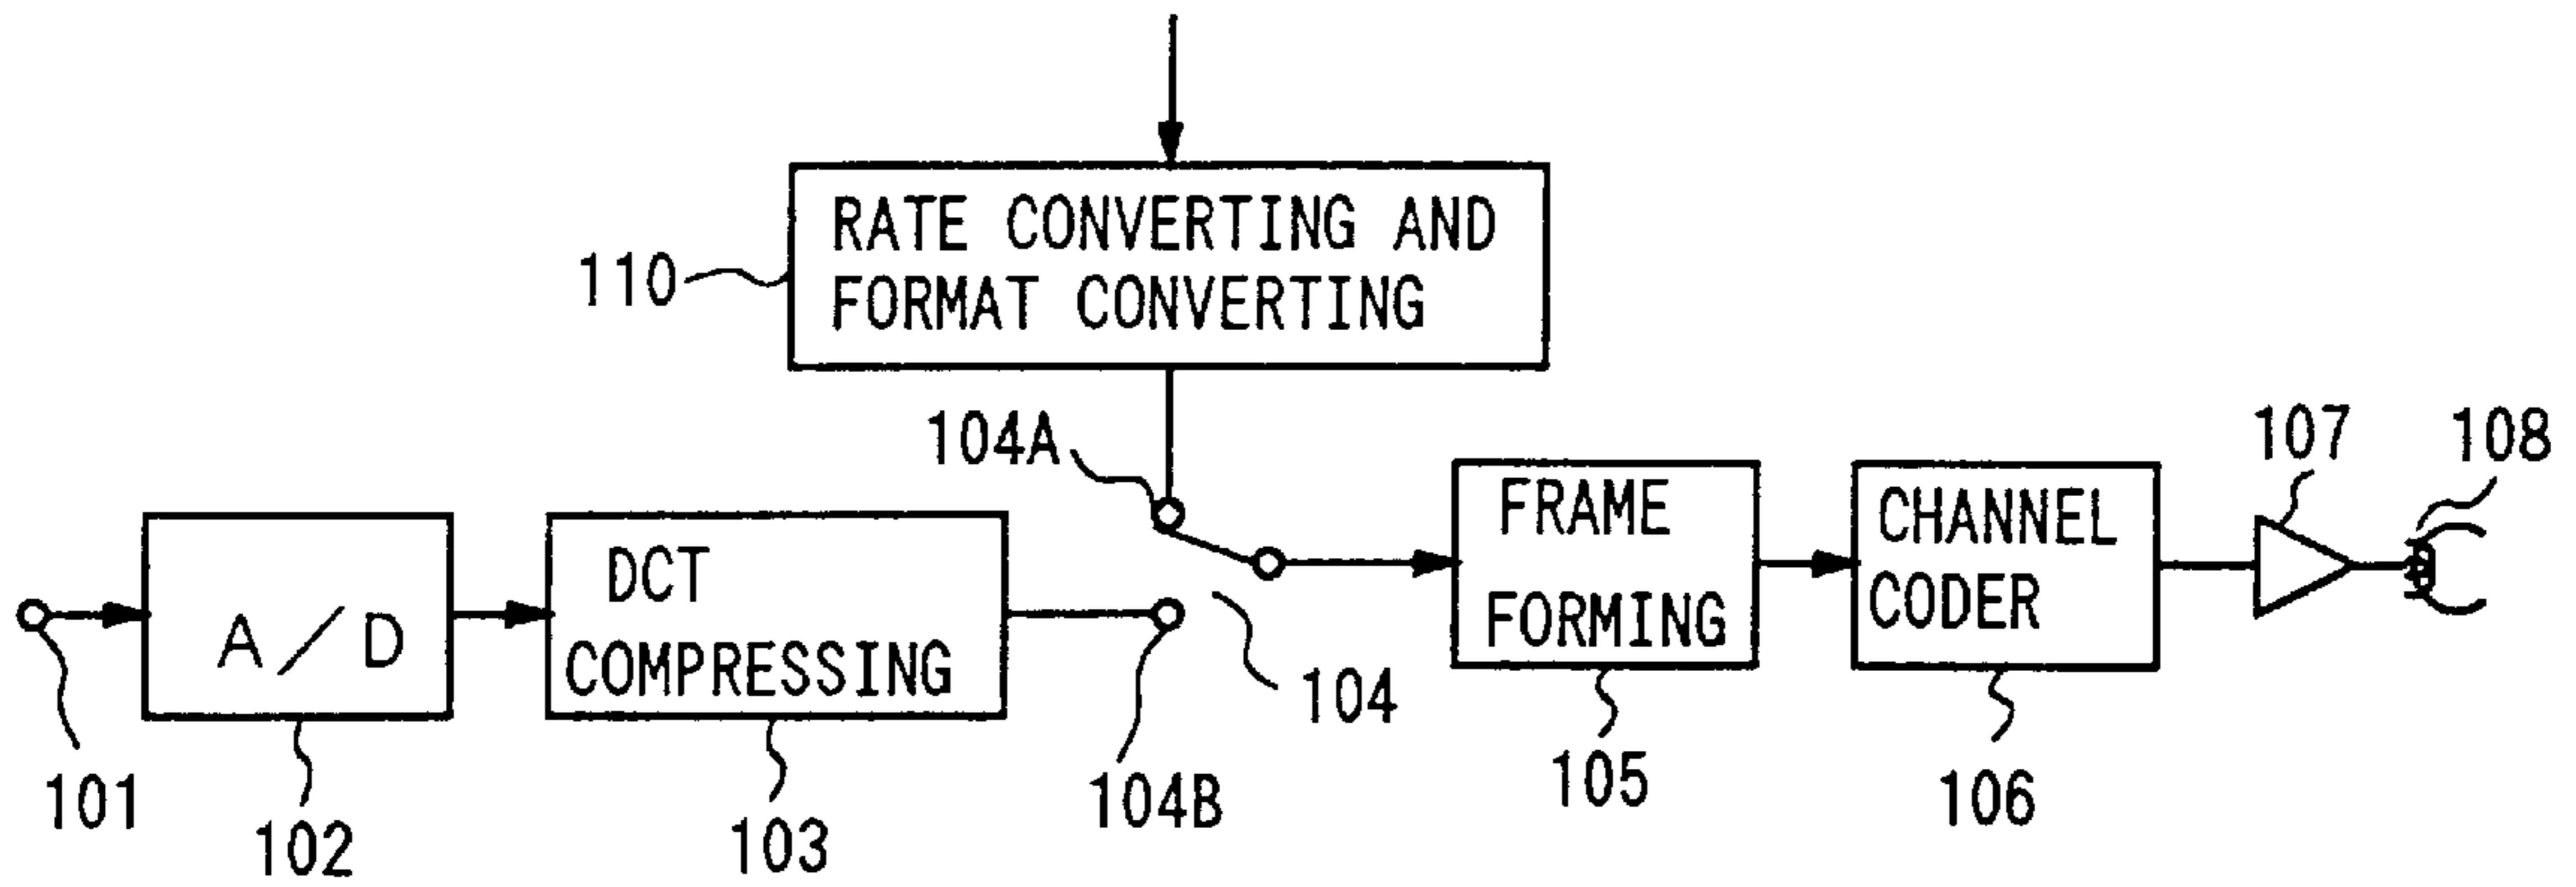 RATE CONVERTING AND
FORMAT CONVERTING
110
104A
107
108
A/D
DCT
COMPRESSING
FRAME
FORMING
CHANNEL
CODER
101
102
103
104B
104
105
106